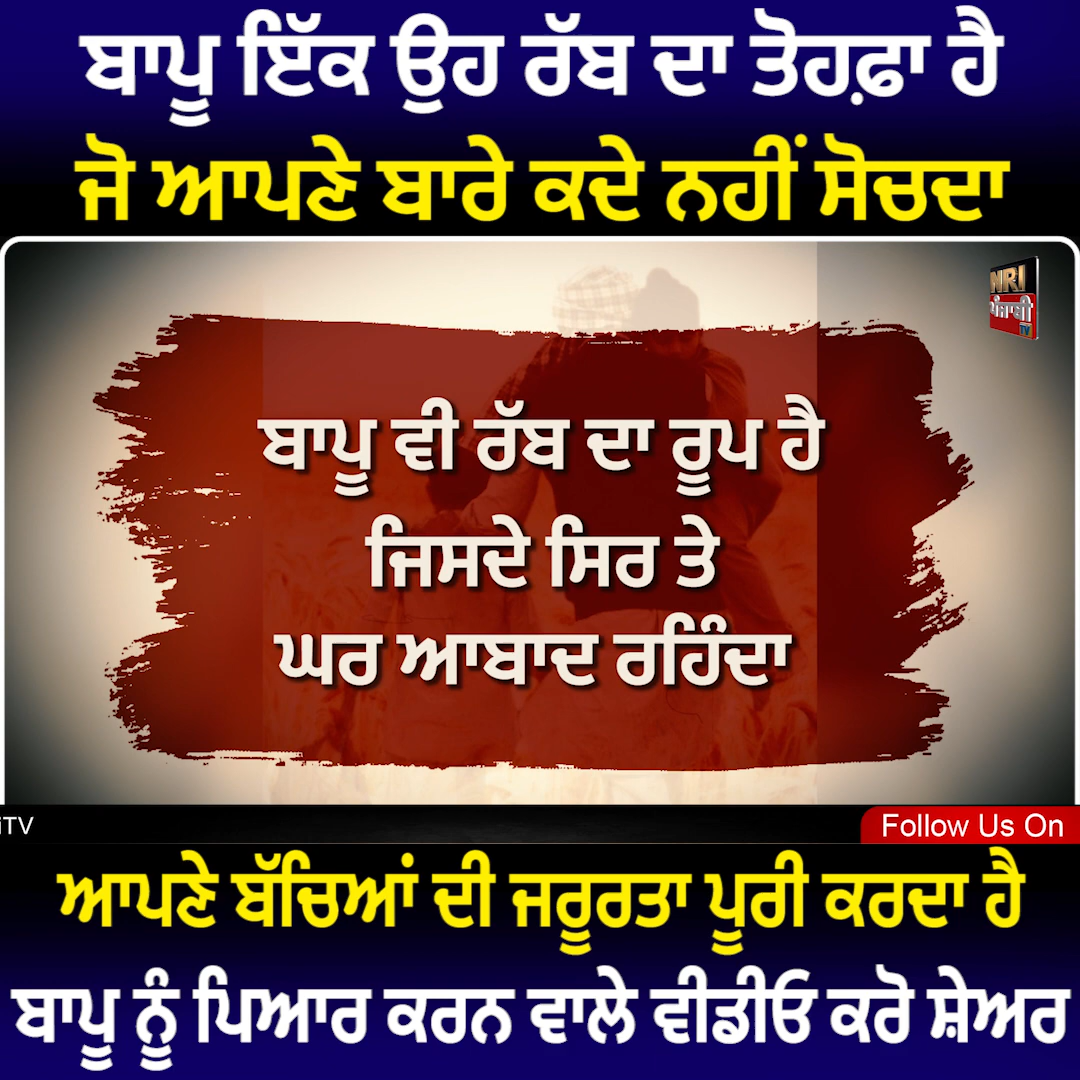 ਬਾਪੂ ਇੱਕ ਉਹ ਰੱਬ ਦਾ ਤੋਹਫ਼ਾ ਹੈ
ਜੋ ਆਪਣੇ ਬਾਰੇ ਕਦੇ ਨਹੀਂ ਸੋਚਦਾ
NRI
ਪੰਜਾਬੀ
TV
ਬਾਪੂ ਵੀ ਰੱਬ ਦਾ ਰੂਪ ਹੈ
ਜਿਸਦੇ ਸਿਰ ਤੇ
ਘਰ ਆਬਾਦ ਰਹਿੰਦਾ
iTV
Follow Us On
ਆਪਣੇ ਬੱਚਿਆਂ ਦੀ ਜਰੂਰਤਾ ਪੂਰੀ ਕਰਦਾ ਹੈ
ਬਾਪੂ ਨੂੰ ਪਿਆਰ ਕਰਨ ਵਾਲੇ ਵੀਡੀਓ ਕਰੋ ਸ਼ੇਅਰ